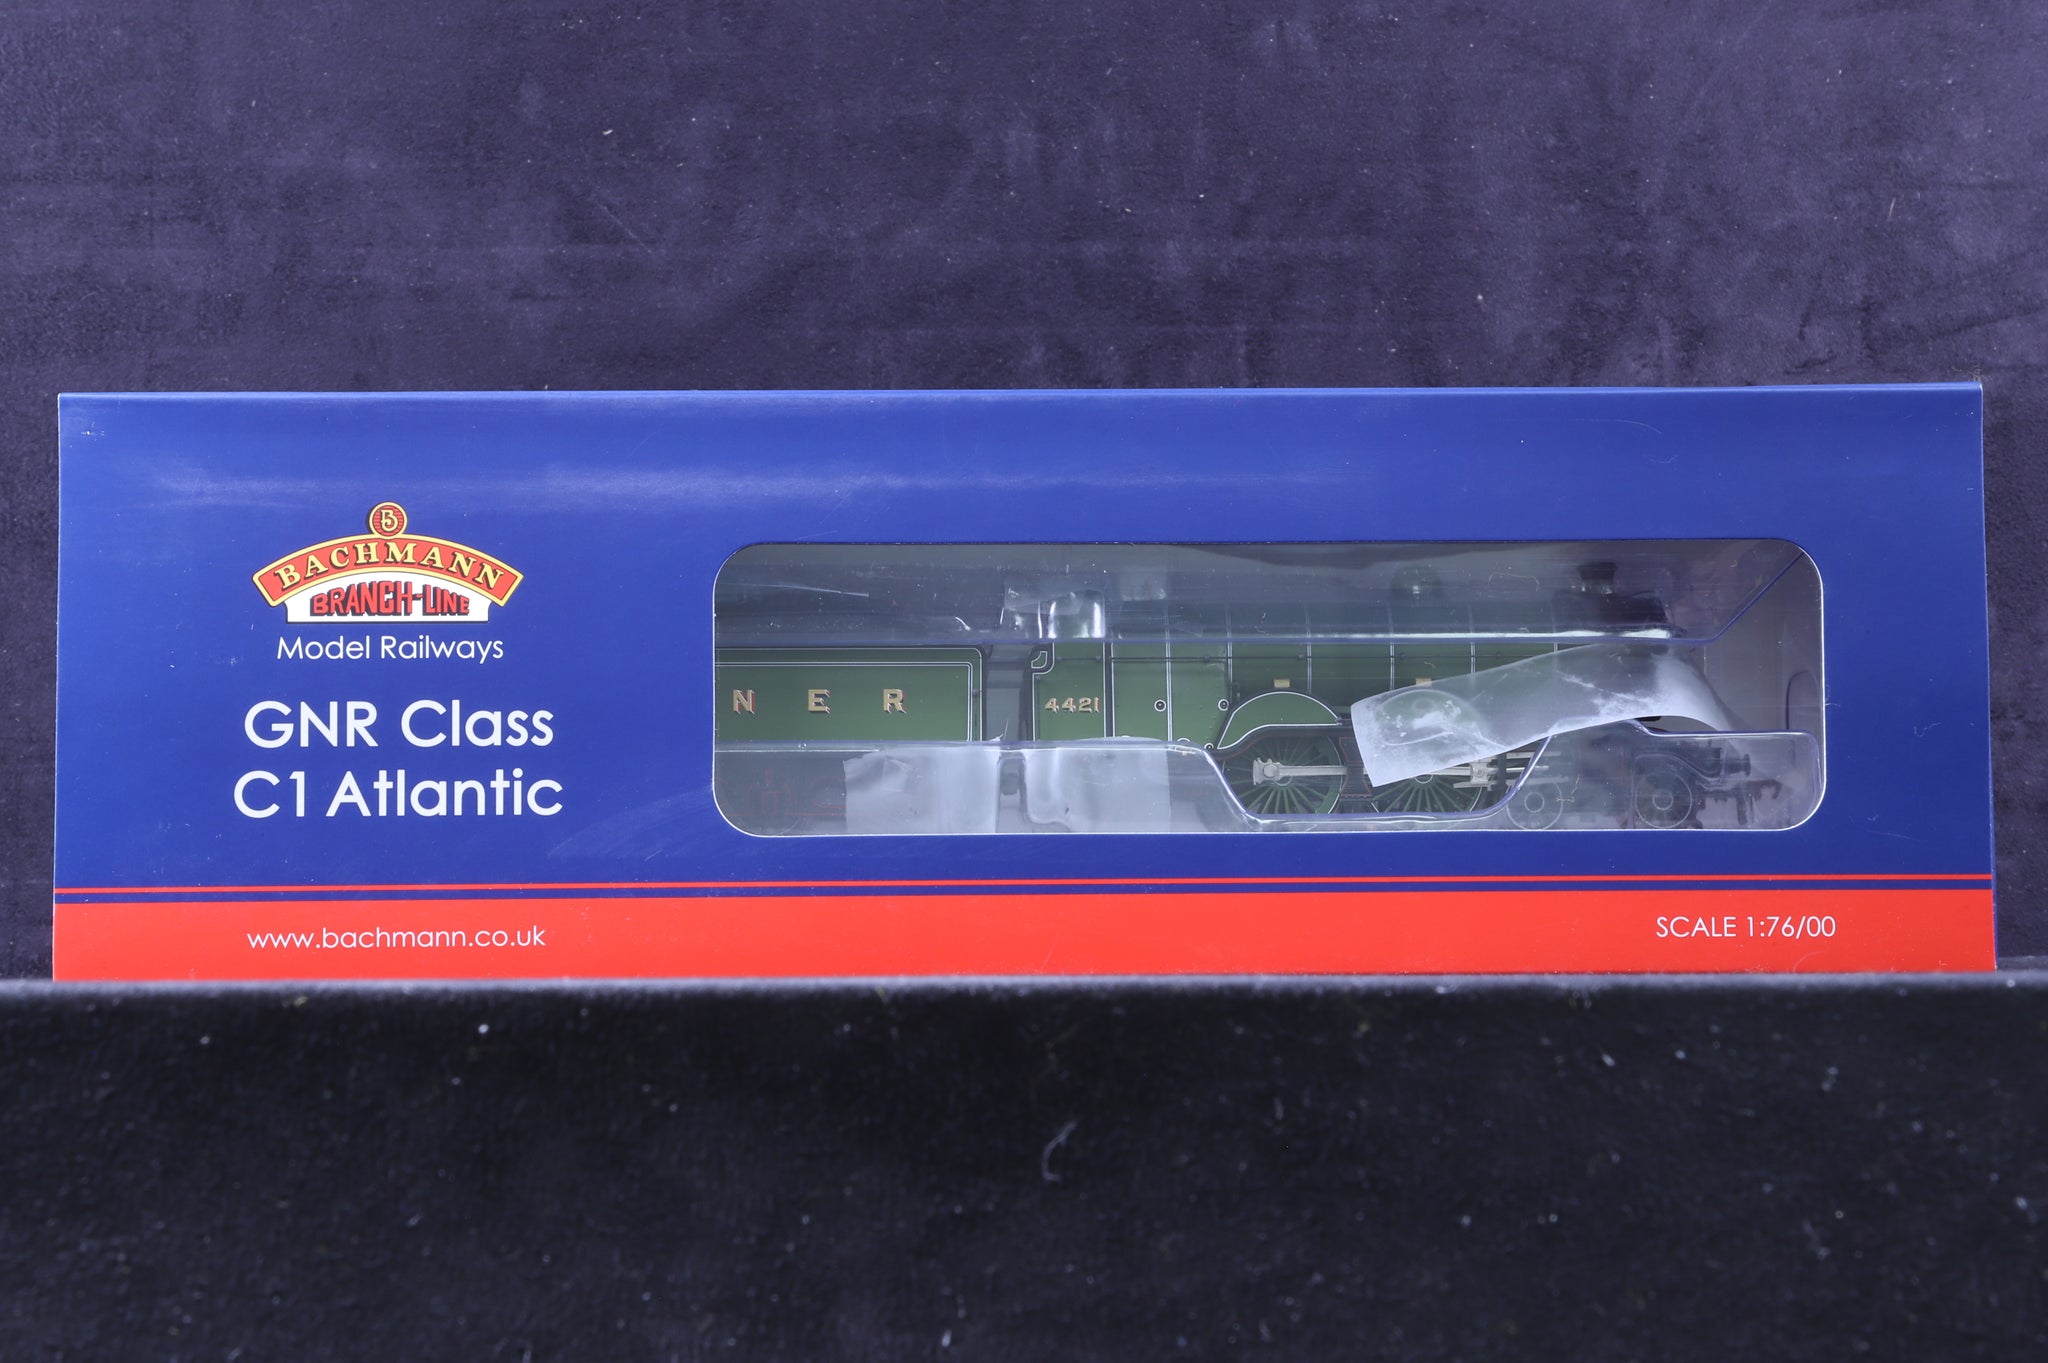 B
BACHMANN
BRANCH-LINE
Model Railways
GNR Class
C1 Atlantic
N E R
4421
www.bachmann.co.uk
SCALE 1:76/00